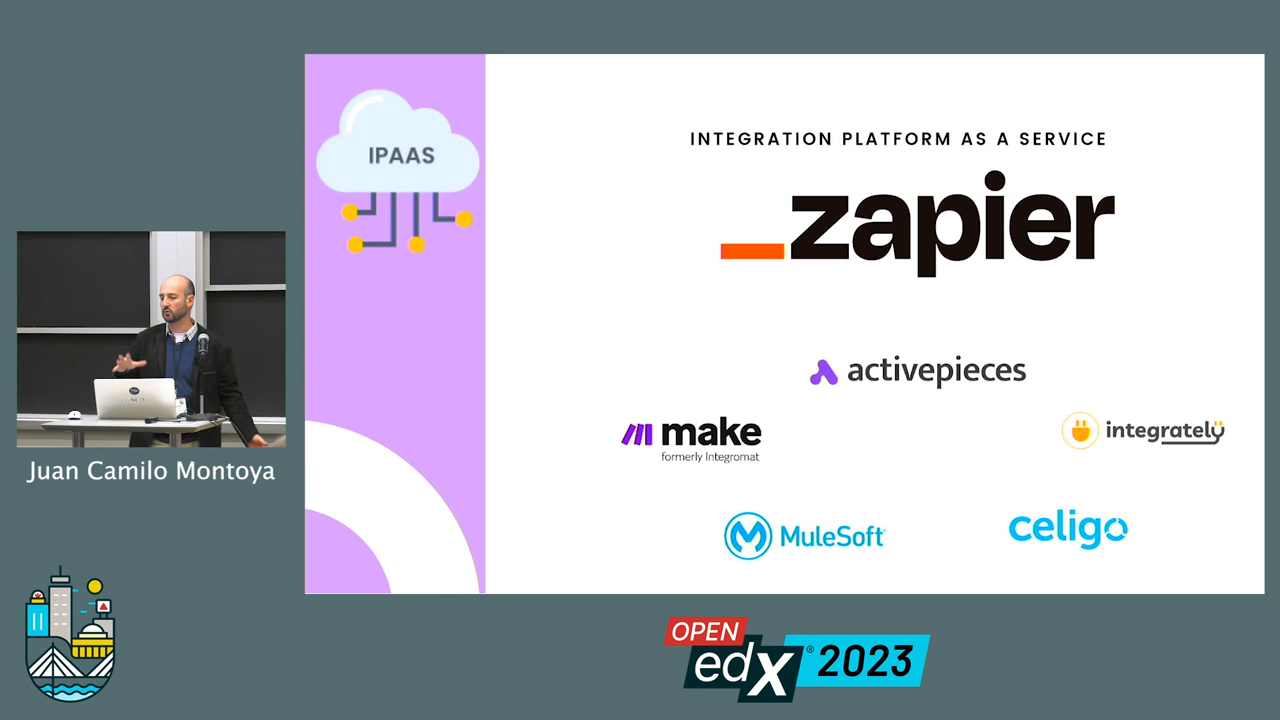 IPAAS
INTEGRATION PLATFORM AS A SERVICE
zapier
activepieces
make
formerly Integromat
integrately
MuleSoft
celigo
Juan Camilo Montoya
OPEN
edX® 2023